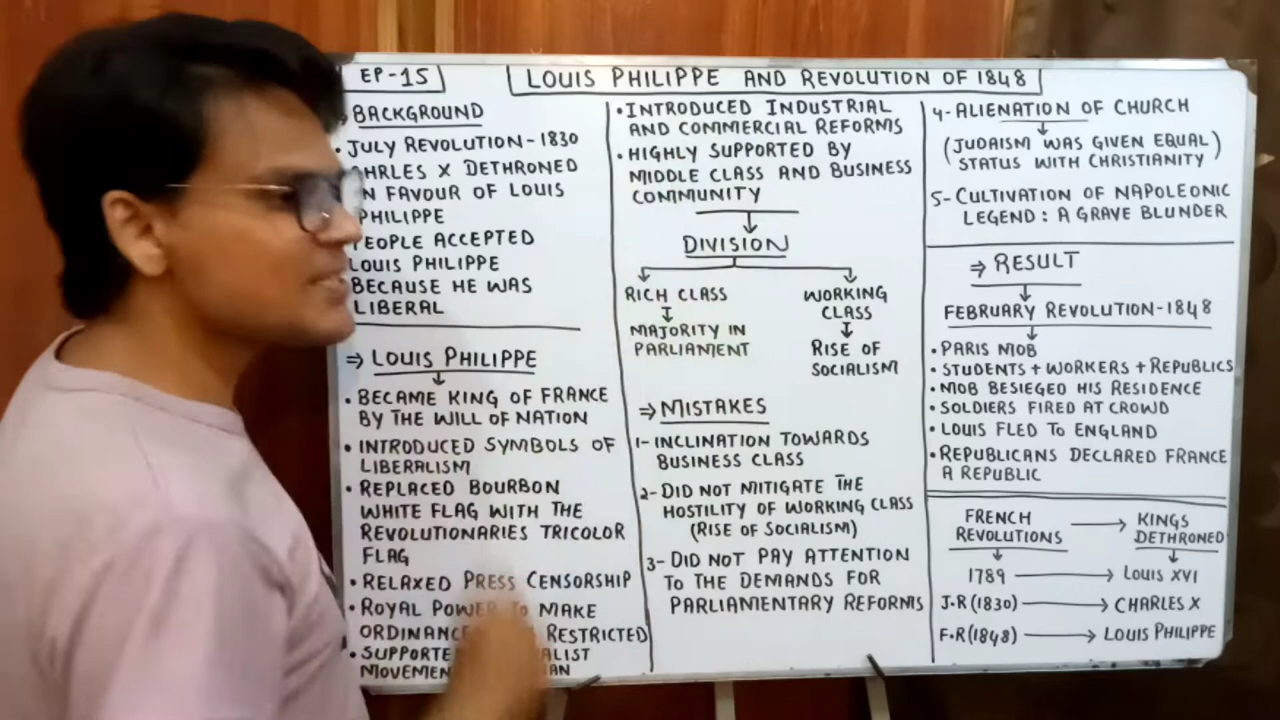 EP-15
LOUIS PHILIPPE AND REVOLUTION OF 1848
BACKGROUND
• JULY REVOLUTION-1830
DETHRONED
FAVOUR OF LOUIS
PHILIPPE
ACCEPTED
LOUIS PHILIPPE
BECAUSE HE WAS
LIBERAL
⇒ LOUIS PHILIPPE
• BECAME KING OF FRANCE
BY THE WILL OF NATION
• INTRODUCED SYMBOLS OF
LIBERALISM
• REPLACED BOURBON
WHITE FLAG WITH THE
REVOLUTIONARIES TRICOLOR
FLAG
• RELAXED PRESS CENSORSHIP
• ROYAL POWER TO MAKE
RESTRICTED
• INTRODUCED INDUSTRIAL
AND COMMERCIAL REFORMS
• HIGHLY SUPPORTED BY
MIDDLE CLASS AND BUSINESS
COMMUNITY
DIVISION
RICH CLASS
MAJORITY IN
PARLIAMENT
WORKING
CLASS
RISE OF
SOCIALISM
⇒ MISTAKES
1- INCLINATION TOWARDS
BUSINESS CLASS
2- DID NOT MITIGATE THE
HOSTILITY OF WORKING CLASS
(RISE OF SOCIALISM)
3- DID NOT PAY ATTENTION
TO THE DEMANDS FOR
PARLIAMENTARY REFORMS
4- ALIENATION OF CHURCH
(JUDAISM WAS GIVEN EQUAL
STATUS WITH CHRISTIANITY)
5- CULTIVATION OF NAPOLEONIC
LEGEND: A GRAVE BLUNDER
⇒ RESULT
FEBRUARY REVOLUTION-1848
• PARIS MOB
• STUDENTS + WORKERS + REPUBLICS
• MOB BESIEGED HIS RESIDENCE
• SOLDIERS FIRED AT CROWD
• LOUIS FLED TO ENGLAND
• REPUBLICANS DECLARED FRANCE
A REPUBLIC
FRENCH → KINGS
REVOLUTIONS DETHRONED
1789 → LOUIS XVI
J.R (1830) → CHARLES X
F.R (1848) → LOUIS PHILIPPE